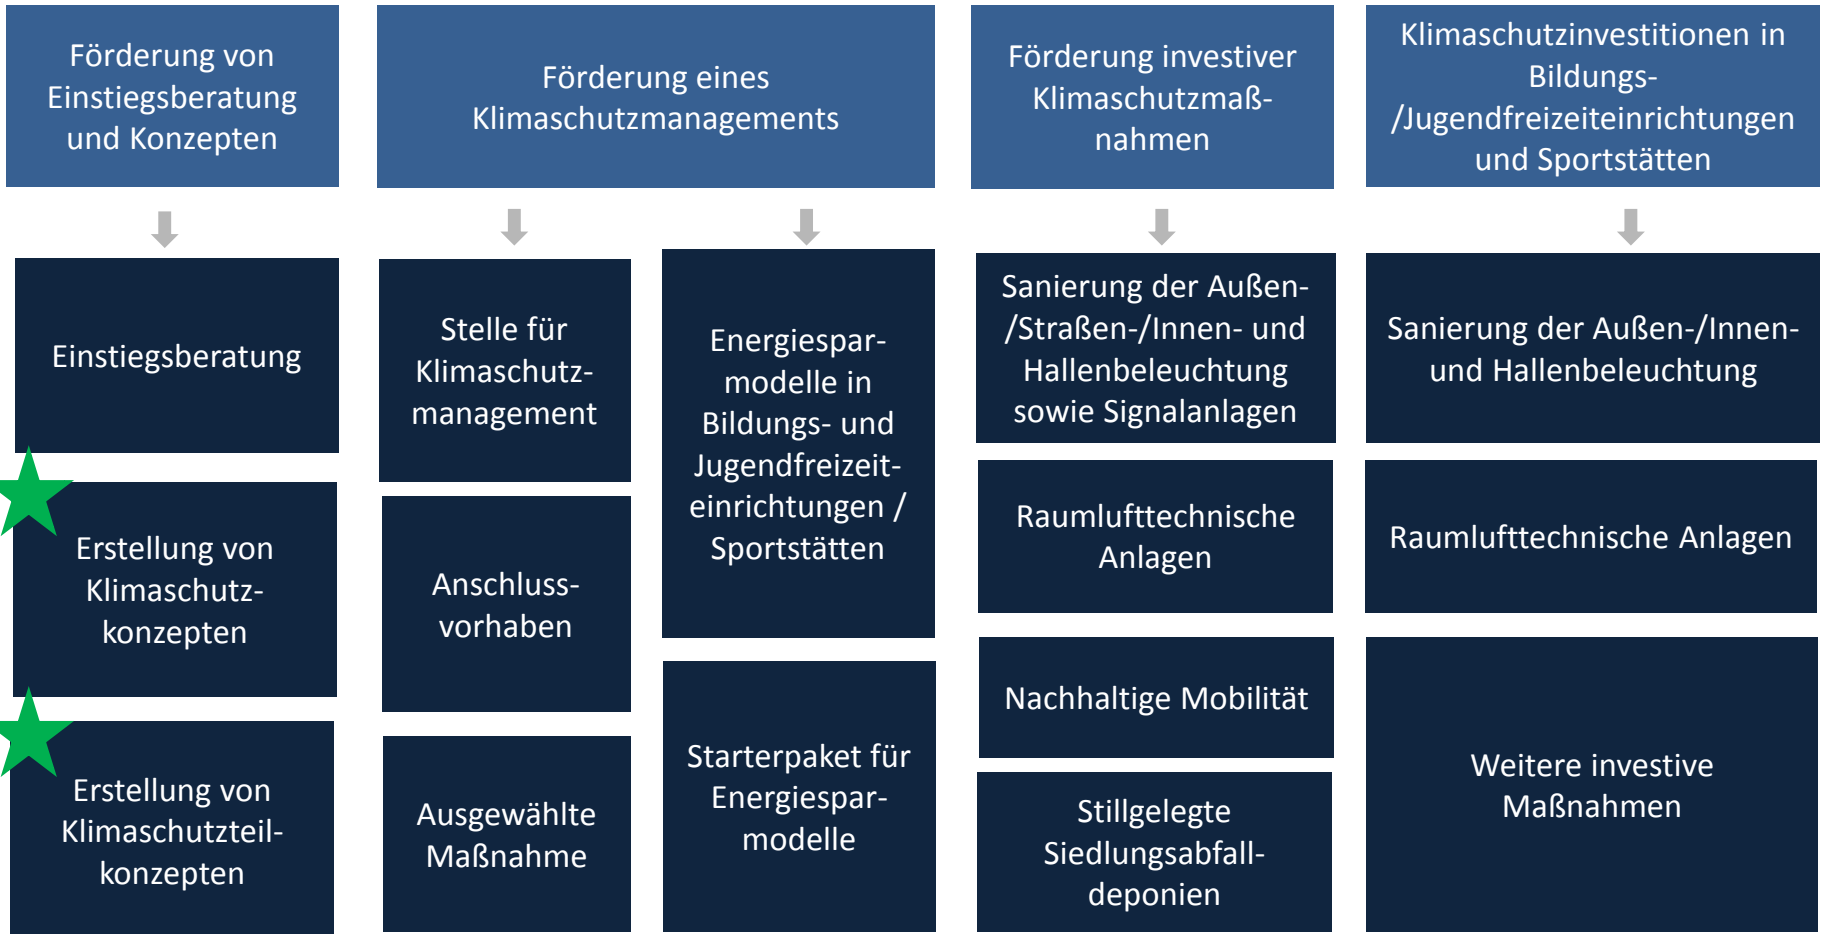 Förderung von
Einstiegsberatung
und Konzepten
Förderung eines
Klimaschutzmanagements
Förderung investiver
Klimaschutzmaß-
nahmen
Klimaschutzinvestitionen in
Bildungs-
/Jugendfreizeiteinrichtungen
und Sportstätten
Einstiegsberatung
Erstellung von
Klimaschutz-
konzepten
Erstellung von
Klimaschutzteil-
konzepten
Stelle für
Klimaschutz-
management
Anschluss-
vorhaben
Ausgewählte
Maßnahme
Energiespar-
modelle in
Bildungs- und
Jugendfreizeit-
einrichtungen /
Sportstätten
Starterpaket für
Energiespar-
modelle
Sanierung der Außen-
/Straßen-/Innen- und
Hallenbeleuchtung
sowie Signalanlagen
Raumlufttechnische
Anlagen
Nachhaltige Mobilität
Stillgelegte
Siedlungsabfall-
deponien
Sanierung der Außen-/Innen-
und Hallenbeleuchtung
Raumlufttechnische Anlagen
Weitere investive
Maßnahmen